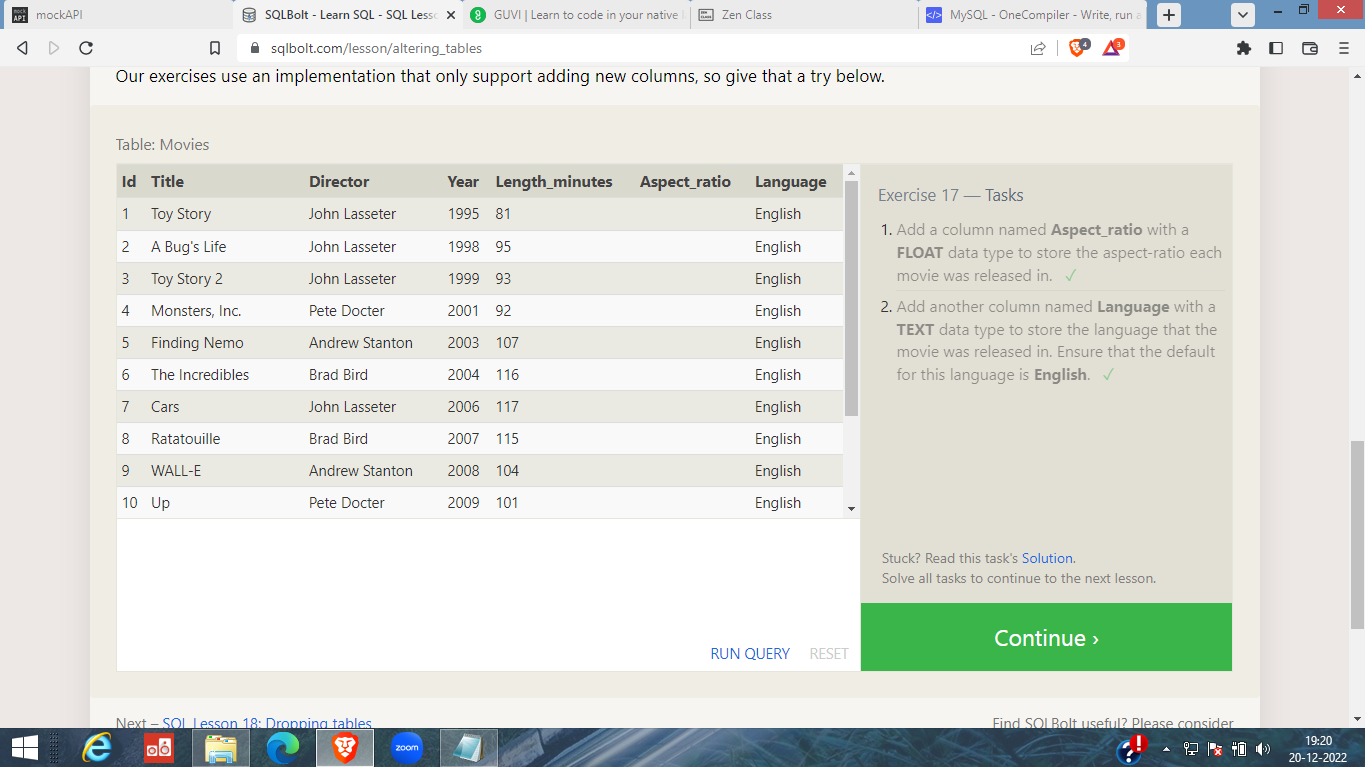 mockAPI
SQLBolt - Learn SQL - SQL Less
GUVI | Learn to code in your native
Zen Class
MySQL - OneCompiler - Write, run a
sqlbolt.com/lesson/altering_tables
4
3
Our exercises use an implementation that only support adding new columns, so give that a try below.
Table: Movies
Id Title Director Year Length_minutes Aspect_ratio Language
1 Toy Story John Lasseter 1995 81 English
2 A Bug's Life John Lasseter 1998 95 English
3 Toy Story 2 John Lasseter 1999 93 English
4 Monsters, Inc. Pete Docter 2001 92 English
5 Finding Nemo Andrew Stanton 2003 107 English
6 The Incredibles Brad Bird 2004 116 English
7 Cars John Lasseter 2006 117 English
8 Ratatouille Brad Bird 2007 115 English
9 WALL-E Andrew Stanton 2008 104 English
10 Up Pete Docter 2009 101 English
RUN QUERY RESET
Exercise 17 — Tasks
1. Add a column named Aspect_ratio with a
FLOAT data type to store the aspect-ratio each
movie was released in. ✓
2. Add another column named Language with a
TEXT data type to store the language that the
movie was released in. Ensure that the default
for this language is English. ✓
Stuck? Read this task's Solution.
Solve all tasks to continue to the next lesson.
Continue ›
Next – SQL Lesson 18: Dropping tables
Find SQLBolt useful? Please consider
zoom
19:20
20-12-2022